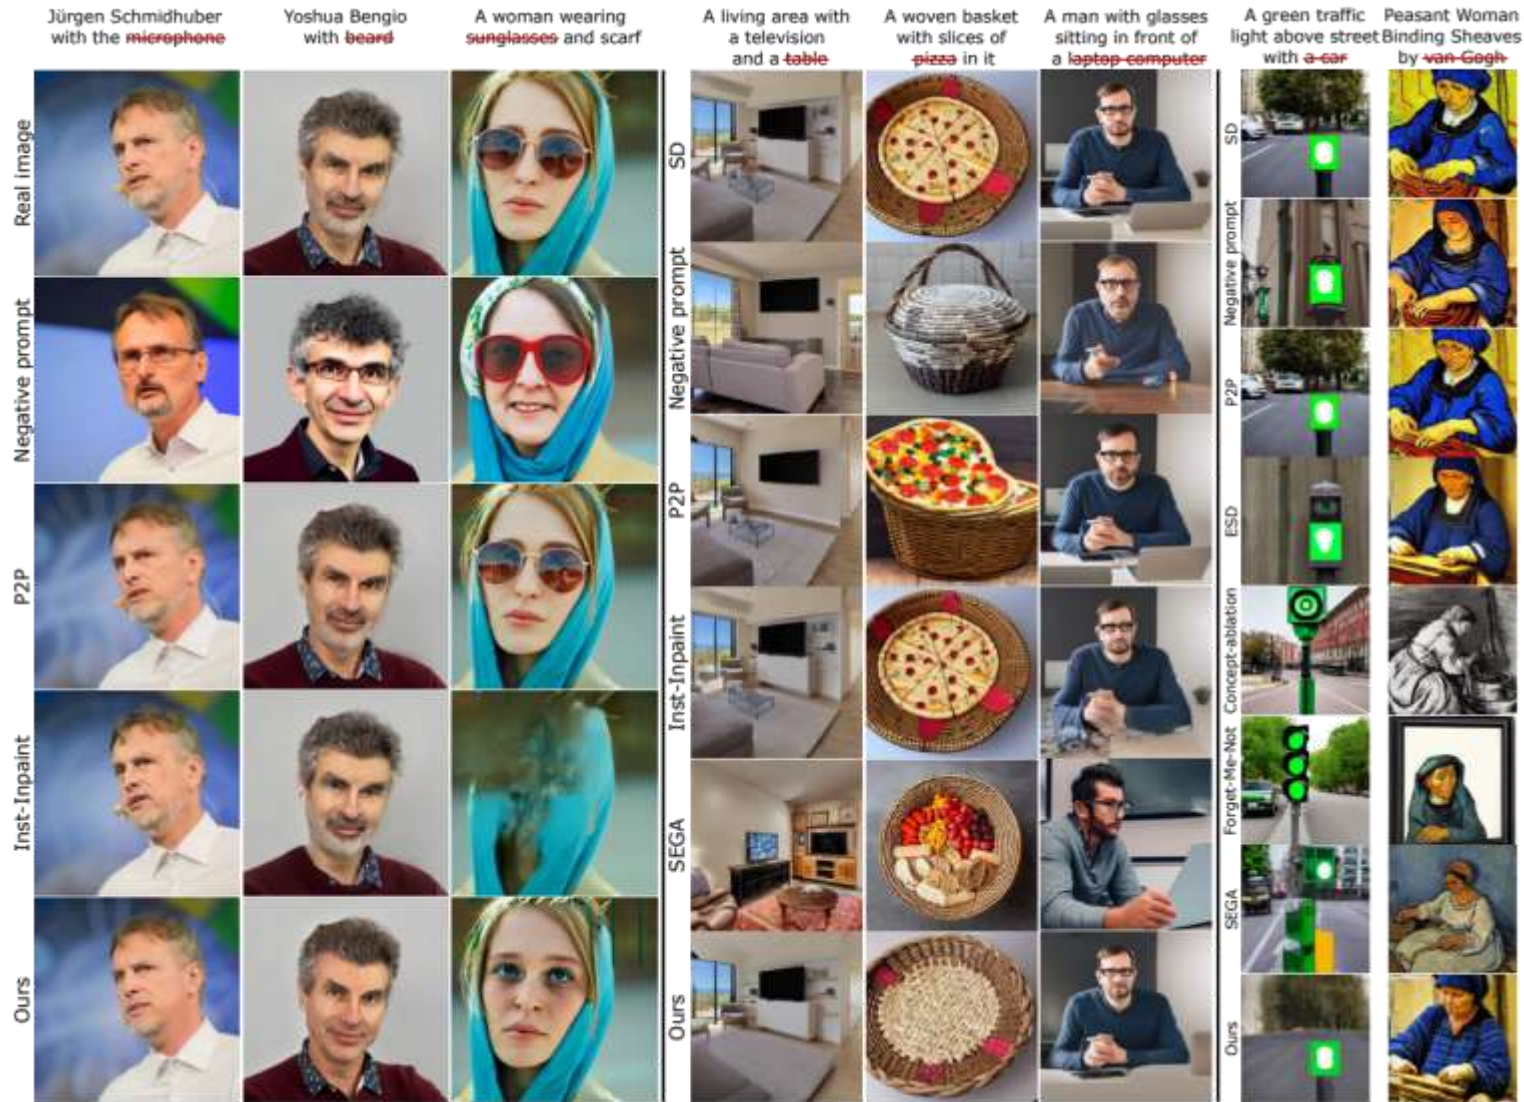 Jürgen Schmidhuber
with the microphone
Yoshua Bengio
with beard
A woman wearing
sunglasses and scarf
A living area with
a television
and a table
A woven basket
with slices of
pizza in it
A man with glasses
sitting in front of
a laptop computer
A green traffic
light above street
with a car
Peasant Woman
Binding Sheaves
by van Gogh
Real image
Negative prompt
P2P
Inst-Inpaint
Ours
SD
Negative prompt
P2P
Inst-Inpaint
SEGA
Ours
SD
Negative prompt
P2P
ESD
Concept-ablation
Forget-Me-Not
SEGA
Ours